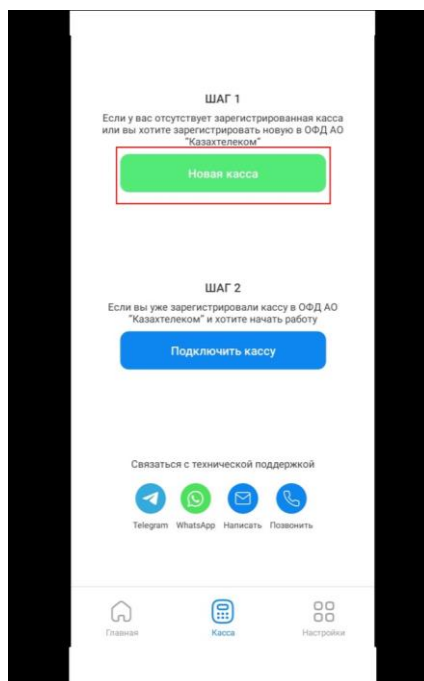 ШАГ 1
Если у вас отсутствует зарегистрированная касса
или вы хотите зарегистрировать новую в ОФД АО
"Казахтелеком"
Новая касса
ШАГ 2
Если вы уже зарегистрировали кассу в ОФД АО
"Казахтелеком" и хотите начать работу
Подключить кассу
Связаться с технической поддержкой
Telegram WhatsApp Написать Позвонить
Главная Касса Настройки